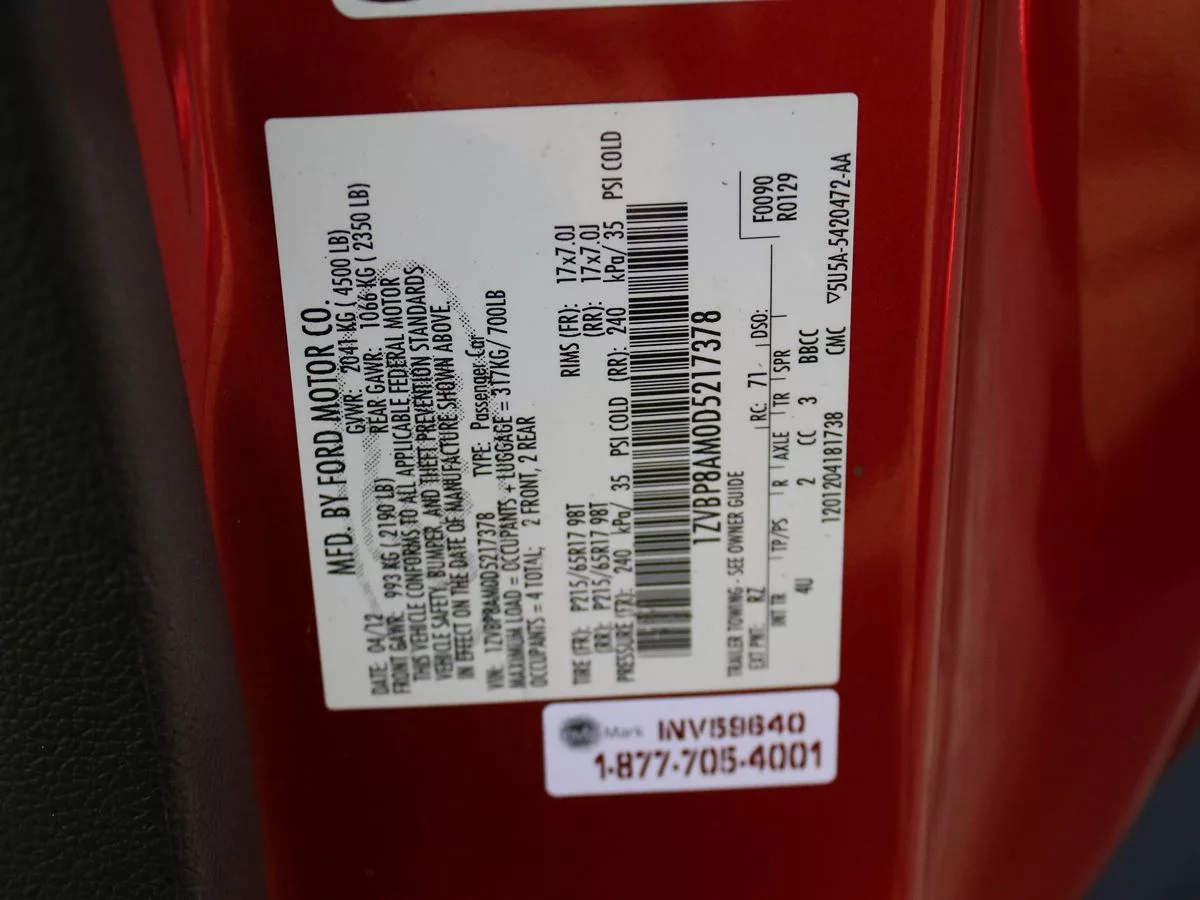 MFD. BY FORD MOTOR CO.
DATE: 04/12 GVWR: 2041 KG ( 4500 LB)
FRONT GAWR: 993 KG ( 2190 LB) REAR GAWR: 1066 KG ( 2350 LB)
THIS VEHICLE CONFORMS TO ALL APPLICABLE FEDERAL MOTOR
VEHICLE SAFETY, BUMPER, AND THEFT PREVENTION STANDARDS
IN EFFECT ON THE DATE OF MANUFACTURE SHOWN ABOVE.
VIN: 1ZVBP8AM0D5217378 TYPE: Passenger Car
MAXIMUM LOAD = OCCUPANTS + LUGGAGE = 317KG/700LB
OCCUPANTS = 4 TOTAL; 2 FRONT, 2 REAR
TIRE (FR): P215/65R17 98T RIMS (FR): 17x7.0J
(RR): P215/65R17 98T (RR): 17x7.0J
PRESSURE (FR): 240 kPa/ 35 PSI COLD (RR): 240 kPa/ 35 PSI COLD
1ZVBP8AM0D5217378
TRAILER TOWING - SEE OWNER GUIDE F0090
EXT PNT: RZ RC: 71 DSO: R0129
INT TR TP/PS R AXLE TR SPR
4U 2 CC 3 BBCC
120120418173B CMC ▽5U5A-5420472-AA
Mark INV59640
1-877-705-4001